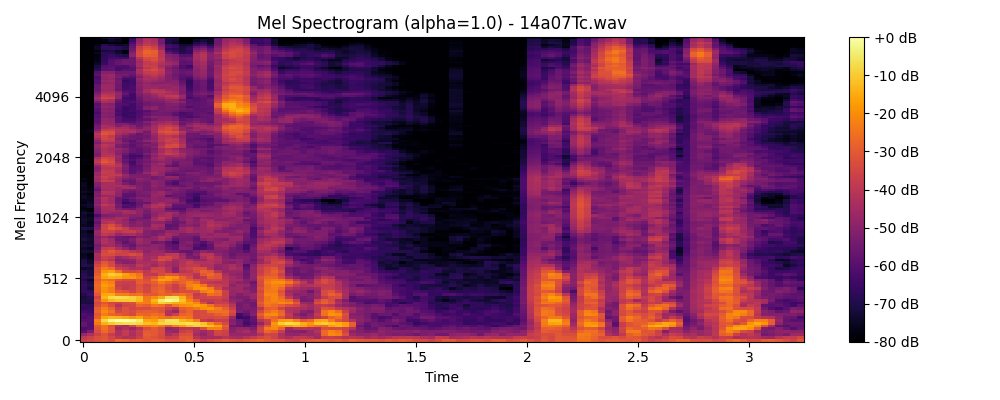 Mel Spectrogram (alpha=1.0) - 14a07Tc.wav
+0 dB
-10 dB
-20 dB
-30 dB
-40 dB
-50 dB
-60 dB
-70 dB
-80 dB
Mel Frequency
4096
2048
1024
512
0
0 0.5 1 1.5 2 2.5 3
Time